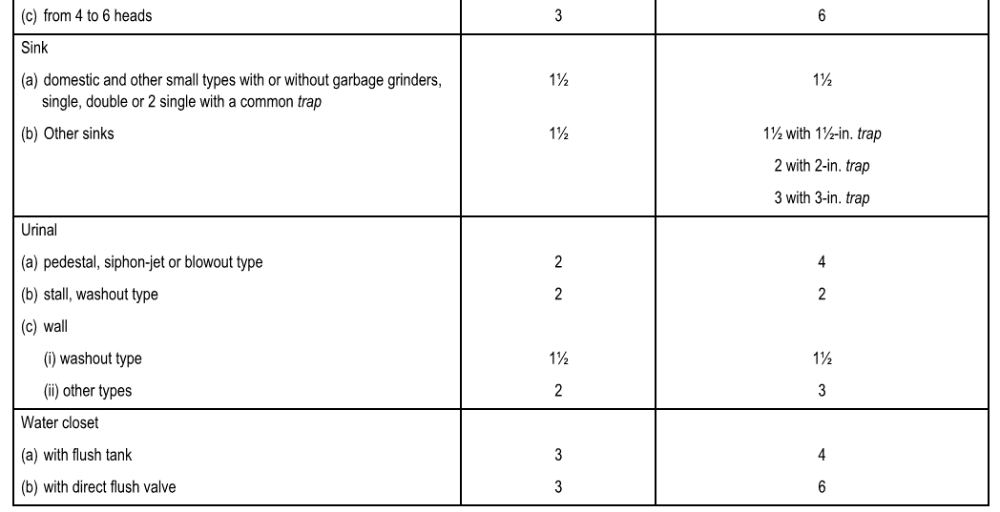 (c) from 4 to 6 heads 3 6
Sink
(a) domestic and other small types with or without garbage grinders, 1½ 1½
single, double or 2 single with a common trap
(b) Other sinks 1½ 1½ with 1½-in. trap
2 with 2-in. trap
3 with 3-in. trap
Urinal
(a) pedestal, siphon-jet or blowout type 2 4
(b) stall, washout type 2 2
(c) wall
(i) washout type 1½ 1½
(ii) other types 2 3
Water closet
(a) with flush tank 3 4
(b) with direct flush valve 3 6